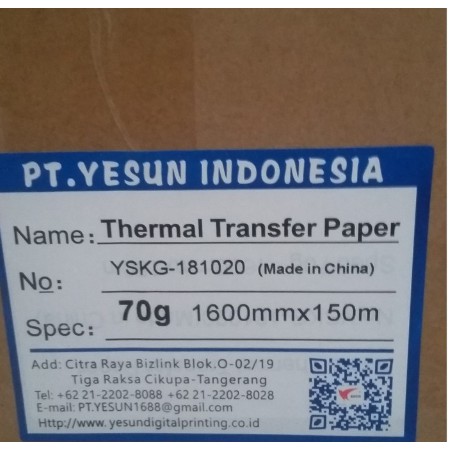 PT.YESUN INDONESIA
Name: Thermal Transfer Paper
No: YSKG-181020 (Made in China)
Spec: 70g 1600mmx150m
Add: Citra Raya Bizlink Blok.O-02/19
Tiga Raksa Cikupa-Tangerang
Tel: +62 21-2202-8088 +62 21-2202-8028
E-mail: PT.YESUN1688@gmail.com
Http://www.yesundigitalprinting.co.id